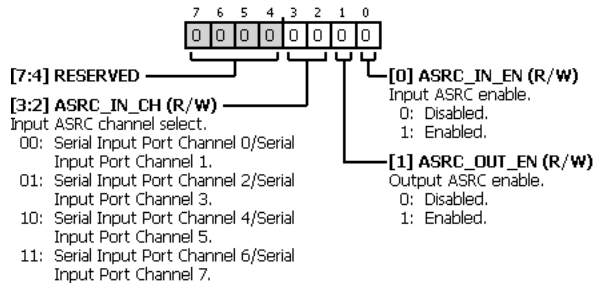 7 6 5 4 3 2 1 0
0 0 0 0 0 0 0 0
[7:4] RESERVED
[3:2] ASRC_IN_CH (R/W)
Input ASRC channel select.
00: Serial Input Port Channel 0/Serial
Input Port Channel 1.
01: Serial Input Port Channel 2/Serial
Input Port Channel 3.
10: Serial Input Port Channel 4/Serial
Input Port Channel 5.
11: Serial Input Port Channel 6/Serial
Input Port Channel 7.
[0] ASRC_IN_EN (R/W)
Input ASRC enable.
0: Disabled.
1: Enabled.
[1] ASRC_OUT_EN (R/W)
Output ASRC enable.
0: Disabled.
1: Enabled.